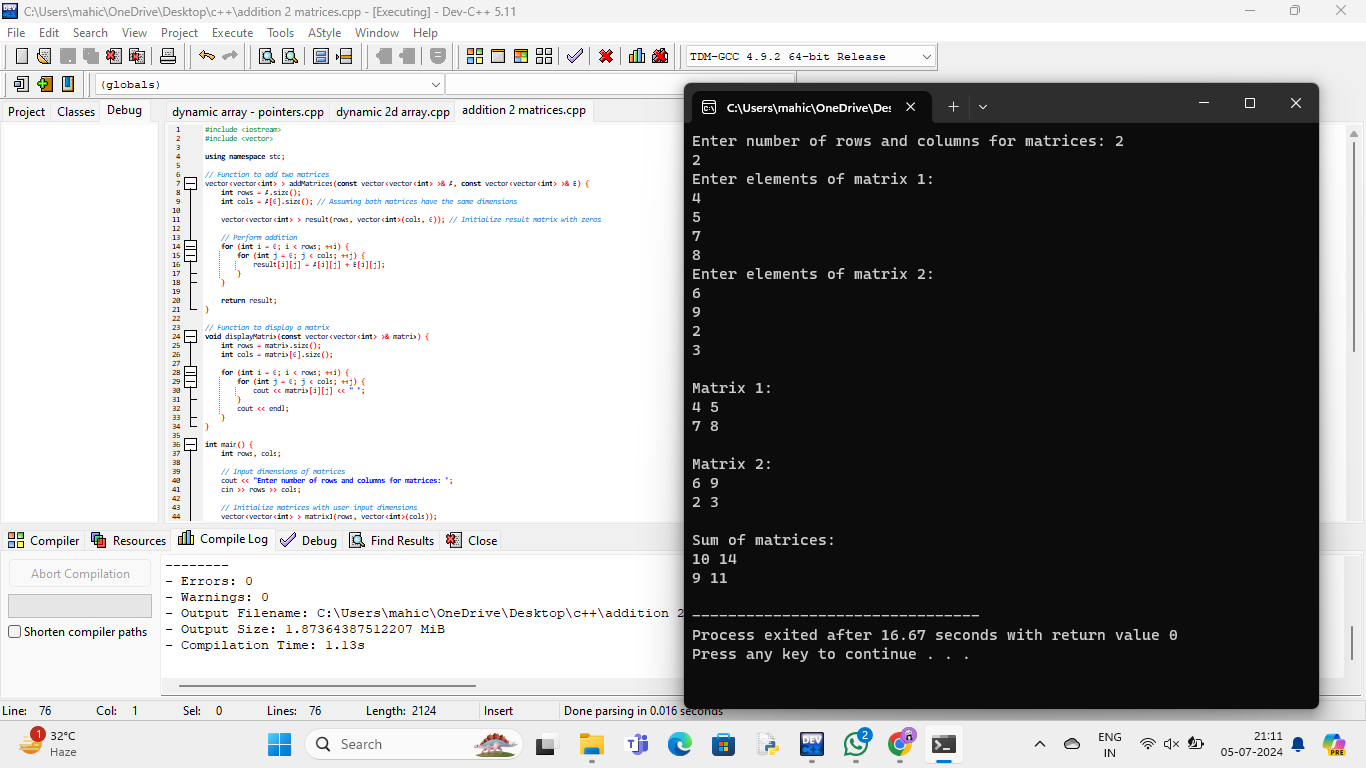 C:\Users\mahic\OneDrive\Desktop\c++\addition 2 matrices.cpp - [Executing] - Dev-C++ 5.11
File Edit Search View Project Execute Tools AStyle Window Help
TDM-GCC 4.9.2 64-bit Release
(globals)
Project Classes Debug
dynamic array - pointers.cpp dynamic 2d array.cpp addition 2 matrices.cpp
1 #include <iostream>
2 #include <vector>
3
4 using namespace std;
5
6 // Function to add two matrices
7 vector<vector<int> > addMatrices(const vector<vector<int> >& A, const vector<vector<int> >& B) {
8 int rows = A.size();
9 int cols = A[0].size(); // Assuming both matrices have the same dimensions
10
11 vector<vector<int> > result(rows, vector<int>(cols, 0)); // Initialize result matrix with zeros
12
13 // Perform addition
14 for (int i = 0; i < rows; ++i) {
15 for (int j = 0; j < cols; ++j) {
16 result[i][j] = A[i][j] + B[i][j];
17 }
18 }
19
20 return result;
21 }
22
23 // Function to display a matrix
24 void displayMatrix(const vector<vector<int> >& matrix) {
25 int rows = matrix.size();
26 int cols = matrix[0].size();
27
28 for (int i = 0; i < rows; ++i) {
29 for (int j = 0; j < cols; ++j) {
30 cout << matrix[i][j] << " ";
31 }
32 cout << endl;
33 }
34 }
35
36 int main() {
37 int rows, cols;
38
39 // Input dimensions of matrices
40 cout << "Enter number of rows and columns for matrices: ";
41 cin >> rows >> cols;
42
43 // Initialize matrices with user input dimensions
44 vector<vector<int> > matrix1(rows, vector<int>(cols));
C:\Users\mahic\OneDrive\Des
Enter number of rows and columns for matrices: 2
2
Enter elements of matrix 1:
4
5
7
8
Enter elements of matrix 2:
6
9
2
3
Matrix 1:
4 5
7 8
Matrix 2:
6 9
2 3
Sum of matrices:
10 14
9 11
--------------------------------
Process exited after 16.67 seconds with return value 0
Press any key to continue . . .
Compiler Resources Compile Log Debug Find Results Close
Abort Compilation
Shorten compiler paths
--------
- Errors: 0
- Warnings: 0
- Output Filename: C:\Users\mahic\OneDrive\Desktop\c++\addition 2
- Output Size: 1.87364387512207 MiB
- Compilation Time: 1.13s
Line: 76 Col: 1 Sel: 0 Lines: 76 Length: 2124 Insert Done parsing in 0.016 seconds
1
32°C
Haze
Search
DEV
2
PRE
ENG
IN
21:11
05-07-2024